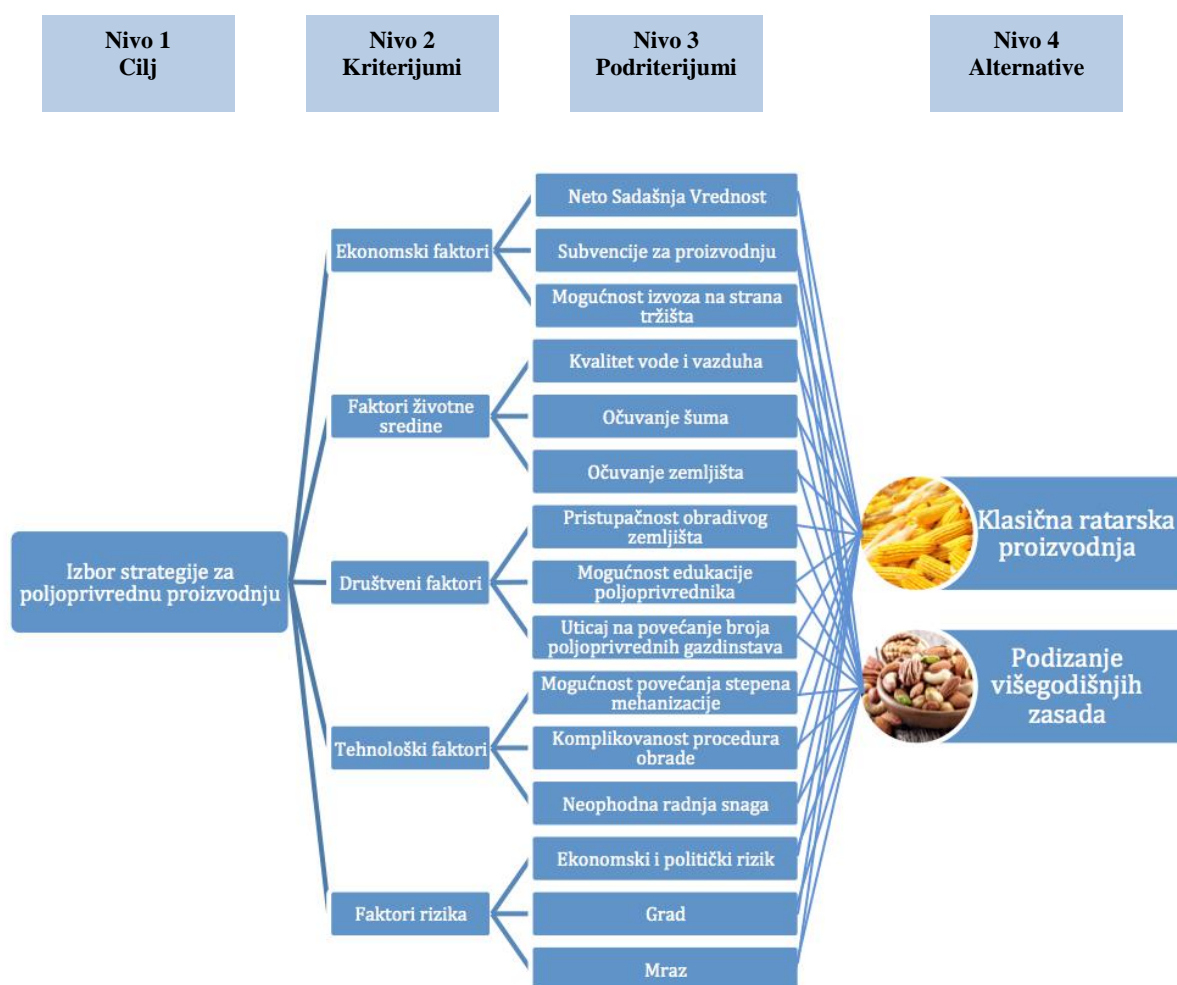 Nivo 1
Cilj
Nivo 2
Kriterijumi
Nivo 3
Podriterijumi
Nivo 4
Alternative
Izbor strategije za
poljoprivrednu proizvodnju
Ekonomski faktori
Faktori životne
sredine
Društveni faktori
Tehnološki faktori
Faktori rizika
Neto Sadašnja Vrednost
Subvencije za proizvodnju
Mogućnost izvoza na strana
tržišta
Kvalitet vode i vazduha
Očuvanje šuma
Očuvanje zemljišta
Pristupačnost obradivog
zemljišta
Mogućnost edukacije
poljoprivrednika
Uticaj na povećanje broja
poljoprivrednih gazdinstava
Mogućnost povećanja stepena
mehanizacije
Komplikovanost procedura
obrade
Neophodna radnja snaga
Ekonomski i politički rizik
Grad
Mraz
Klasična ratarska
proizvodnja
Podizanje
višegodišnjih
zasada